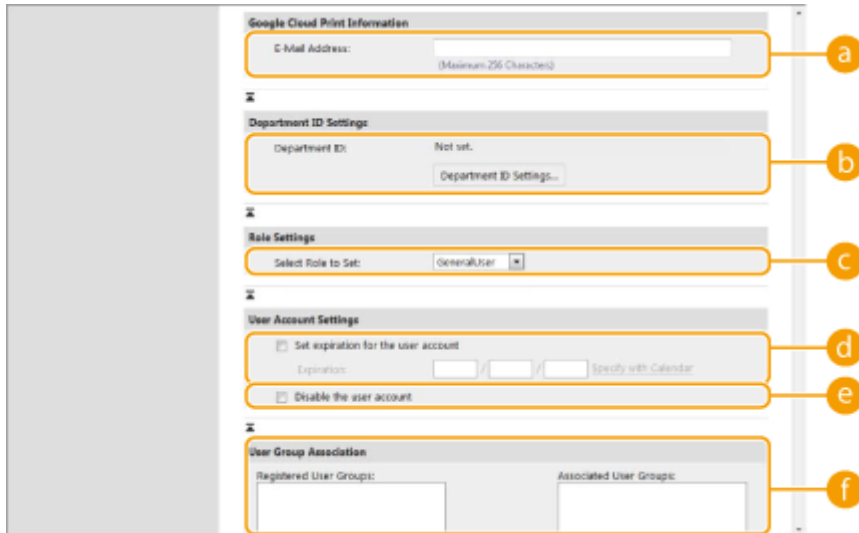 Google Cloud Print Information
E-Mail Address:
(Maximum 256 Characters)
a
Department ID Settings
Department ID: Not set.
Department ID Settings...
b
Role Settings
Select Role to Set: GeneralUser
c
User Account Settings
Set expiration for the user account
Expiration: / / Specify with Calendar
d
Disable the user account
e
User Group Association
Registered User Groups: Associated User Groups:
f